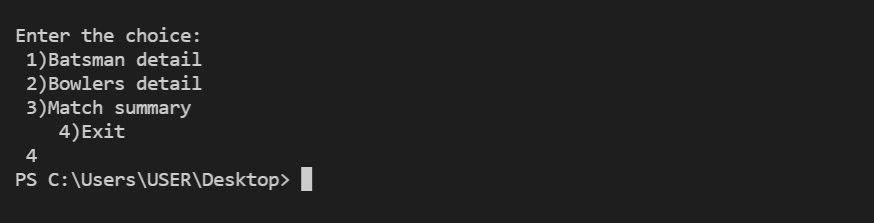 Enter the choice:
1)Batsman detail
2)Bowlers detail
3)Match summary
4)Exit
4
PS C:\Users\USER\Desktop>